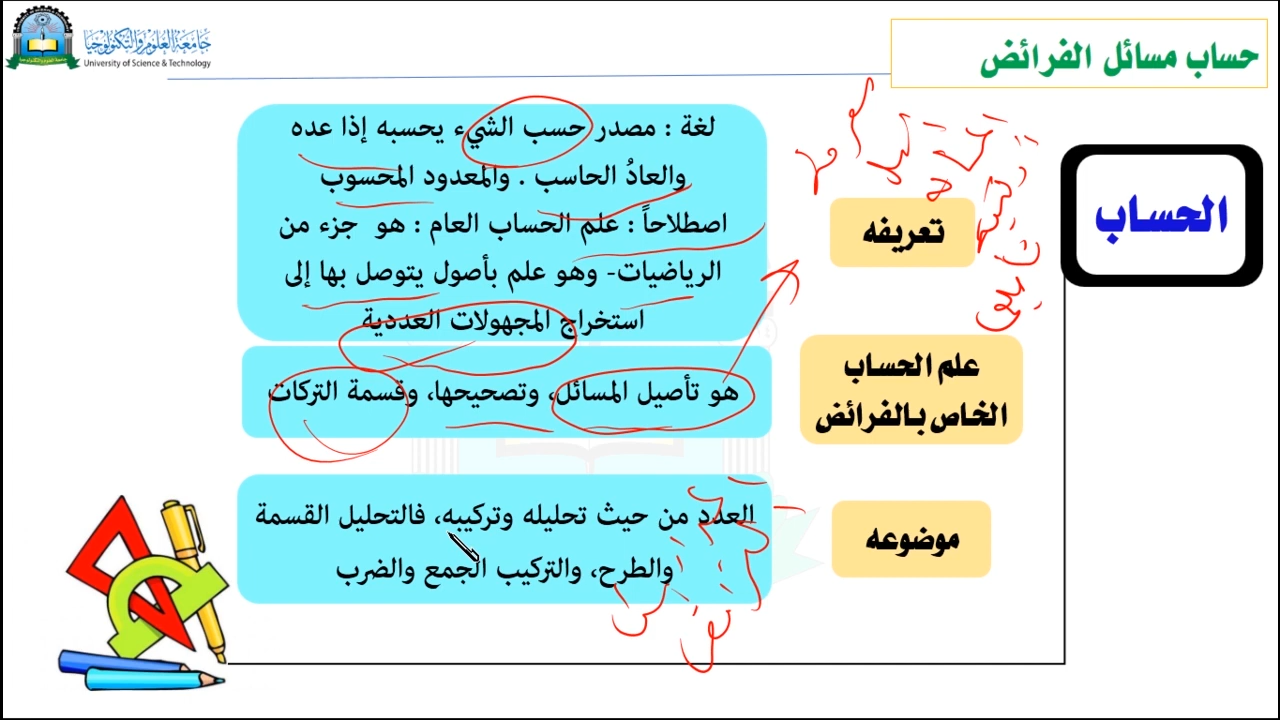 جامعة العلوم والتكنولوجيا
University of Science & Technology
حساب مسائل الفرائض
الحساب
تعريفه
لغة : مصدر حسب الشيء يحسبه إذا عده
والعادُ الحاسب . والمعدود المحسوب
اصطلاحاً : علم الحساب العام : هو جزء من
الرياضيات- وهو علم بأصول يتوصل بها إلى
استخراج المجهولات العددية
علم الحساب
الخاص بالفرائض
هو تأصيل المسائل، وتصحيحها، وقسمة التركات
موضوعه
العدد من حيث تحليله وتركيبه، فالتحليل القسمة
والطرح، والتركيب الجمع والضرب